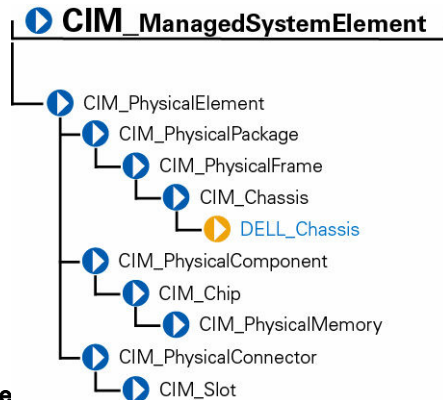 CIM_ManagedSystemElement
CIM_PhysicalElement
CIM_PhysicalPackage
CIM_PhysicalFrame
CIM_Chassis
DELL_Chassis
CIM_PhysicalComponent
CIM_Chip
CIM_PhysicalMemory
CIM_PhysicalConnector
CIM_Slot
e